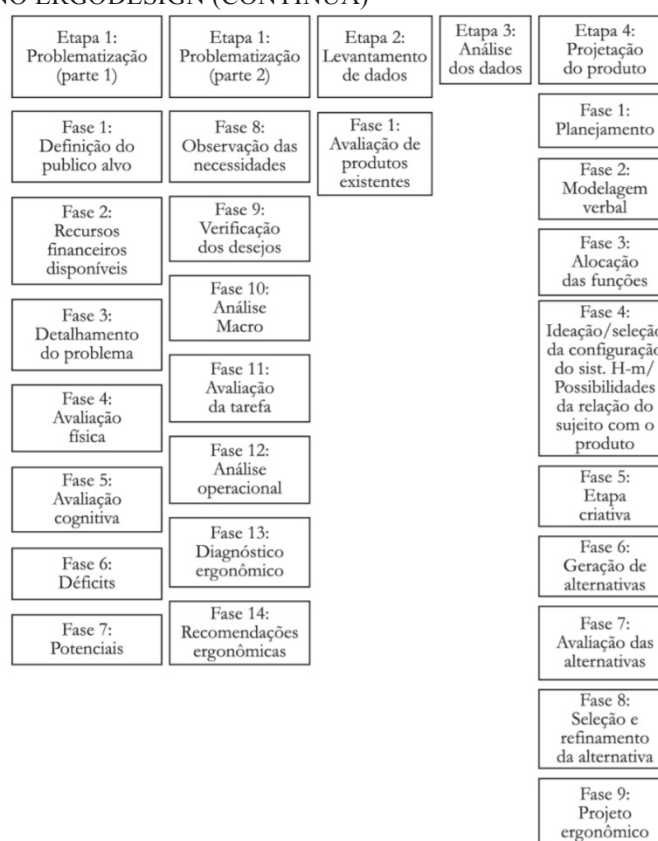 NO ERGODESIGN (CONTINUA)
Etapa 1:
Problematização
(parte 1)
Fase 1:
Definição do
publico alvo
Fase 2:
Recursos
financeiros
disponíveis
Fase 3:
Detalhamento
do problema
Fase 4:
Avaliação
física
Fase 5:
Avaliação
cognitiva
Fase 6:
Déficits
Fase 7:
Potenciais
Etapa 1:
Problematização
(parte 2)
Fase 8:
Observação das
necessidades
Fase 9:
Verificação
dos desejos
Fase 10:
Análise
Macro
Fase 11:
Avaliação
da tarefa
Fase 12:
Análise
operacional
Fase 13:
Diagnóstico
ergonômico
Fase 14:
Recomendações
ergonômicas
Etapa 2:
Levantamento
de dados
Fase 1:
Avaliação de
produtos
existentes
Etapa 3:
Análise
dos dados
Etapa 4:
Projetação
do produto
Fase 1:
Planejamento
Fase 2:
Modelagem
verbal
Fase 3:
Alocação
das funções
Fase 4:
Ideação/seleção
da configuração
do sist. H-m/
Possibilidades
da relação do
sujeito com o
produto
Fase 5:
Etapa
criativa
Fase 6:
Geração de
alternativas
Fase 7:
Avaliação das
alternativas
Fase 8:
Seleção e
refinamento
da alternativa
Fase 9:
Projeto
ergonômico